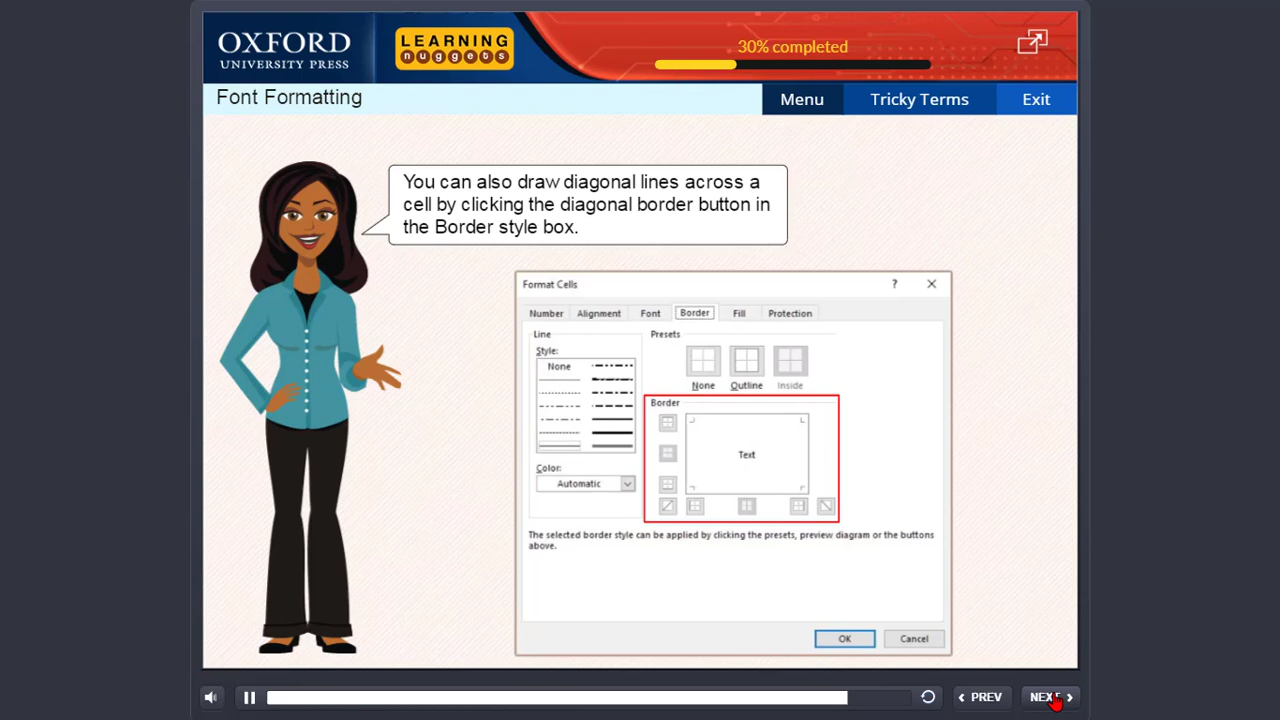 OXFORD
UNIVERSITY PRESS
LEARNING
nuggets
30% completed
Font Formatting
Menu
Tricky Terms
Exit
You can also draw diagonal lines across a
cell by clicking the diagonal border button in
the Border style box.
Format Cells
?
Number
Alignment
Font
Border
Fill
Protection
Line
Style:
None
Presets
None
Outline
Inside
Border
Text
Color:
Automatic
The selected border style can be applied by clicking the presets, preview diagram or the buttons
above.
OK
Cancel
PREV
NEXT